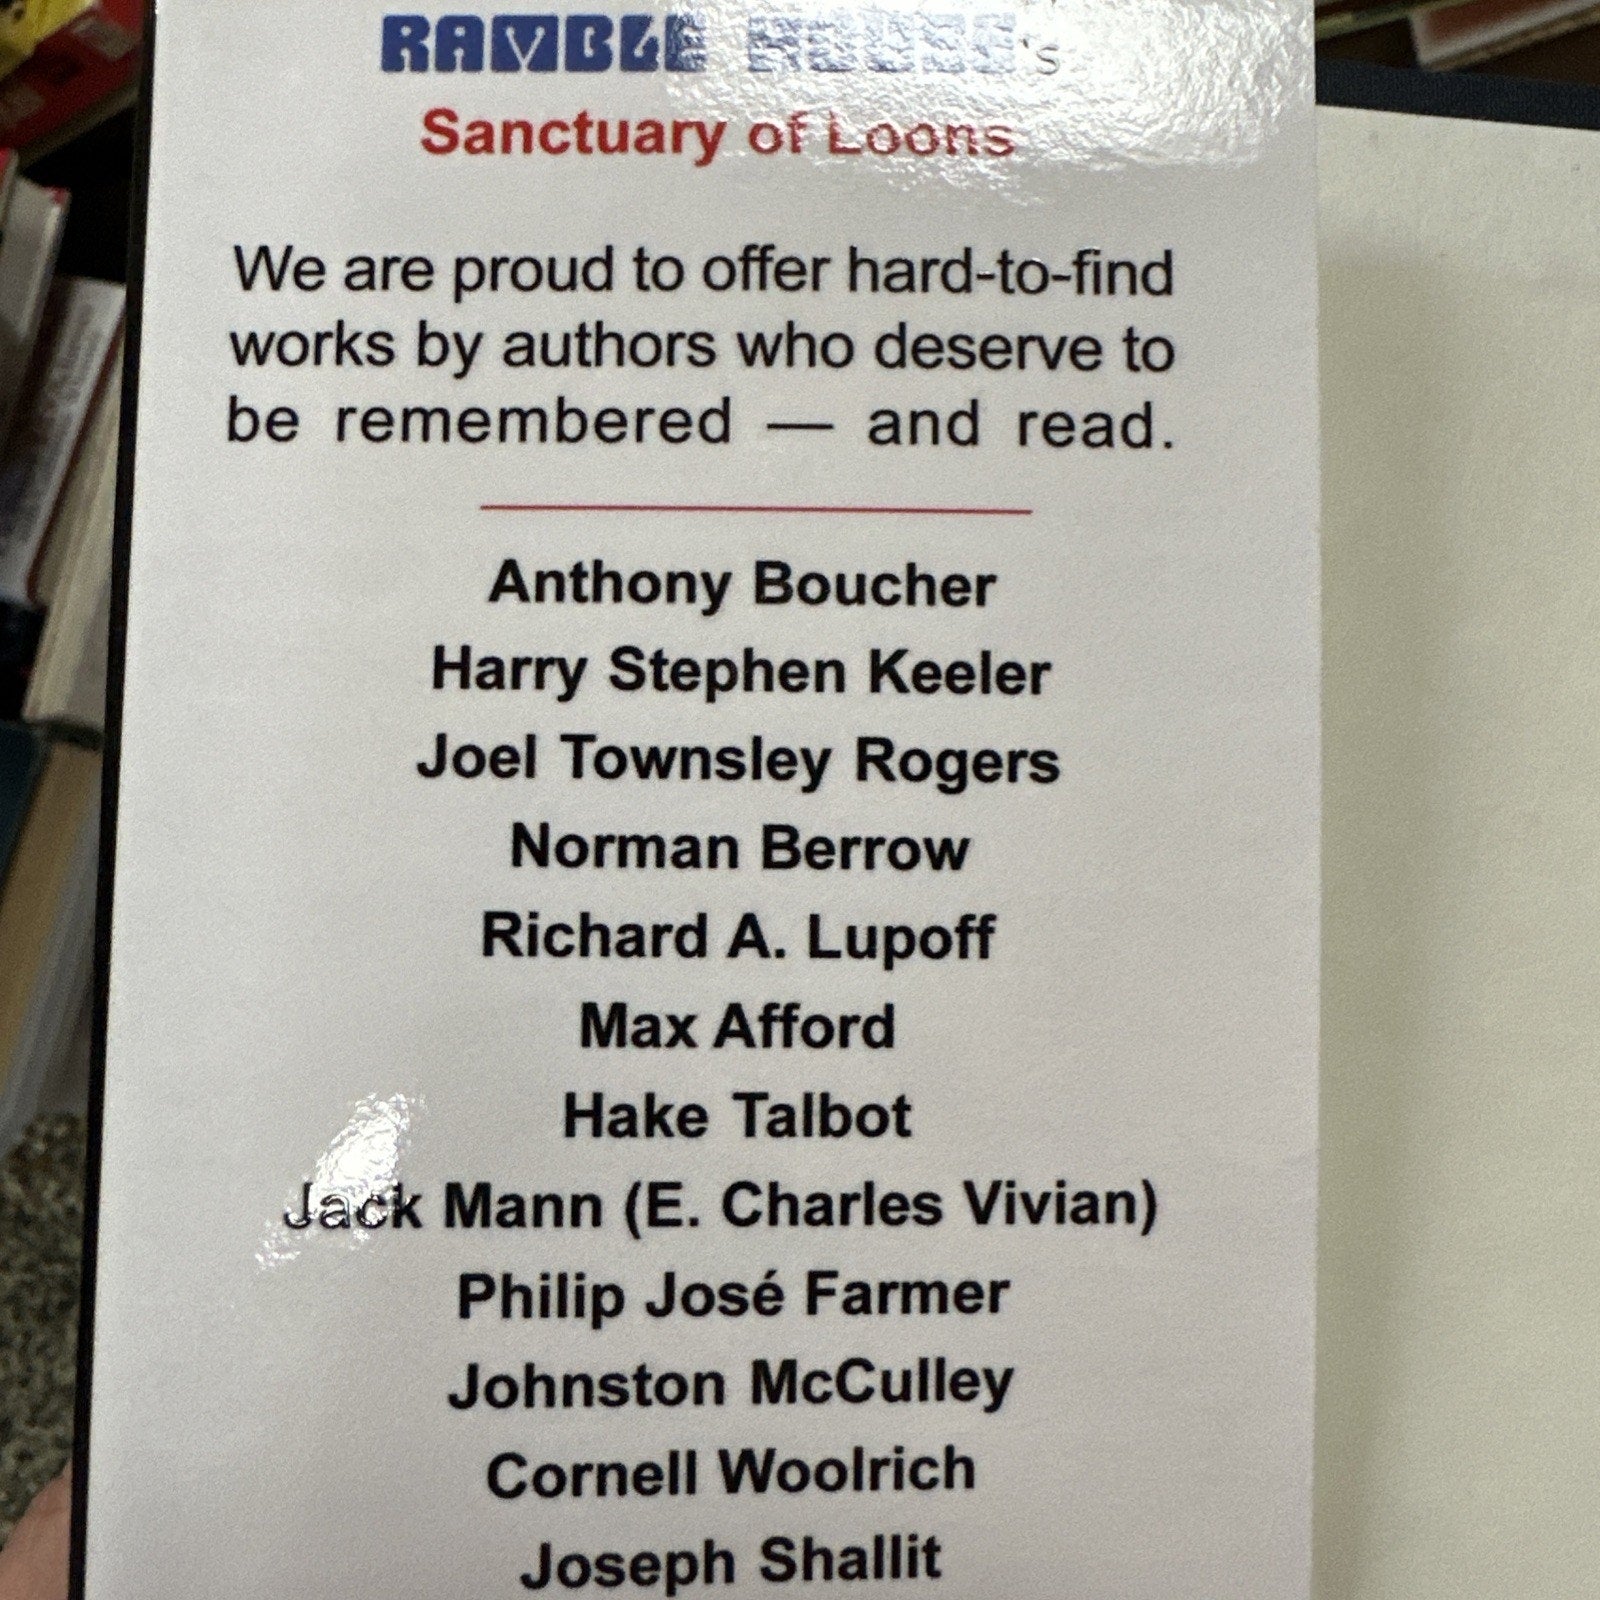 RAMBLE HOUSE's
Sanctuary of Loons
We are proud to offer hard-to-find
works by authors who deserve to
be remembered — and read.
Anthony Boucher
Harry Stephen Keeler
Joel Townsley Rogers
Norman Berrow
Richard A. Lupoff
Max Afford
Hake Talbot
Jack Mann (E. Charles Vivian)
Philip José Farmer
Johnston McCulley
Cornell Woolrich
Joseph Shallit